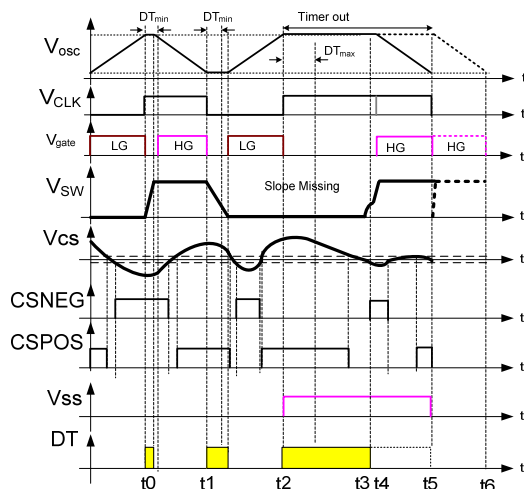 DTmin DTmin Timer out
Vosc DTmax t
VCLK t
Vgate LG HG LG HG HG t
VSW Slope Missing t
Vcs t
CSNEG t
CSPOS t
Vss t
DT t
t0 t1 t2 t3 t4 t5 t6